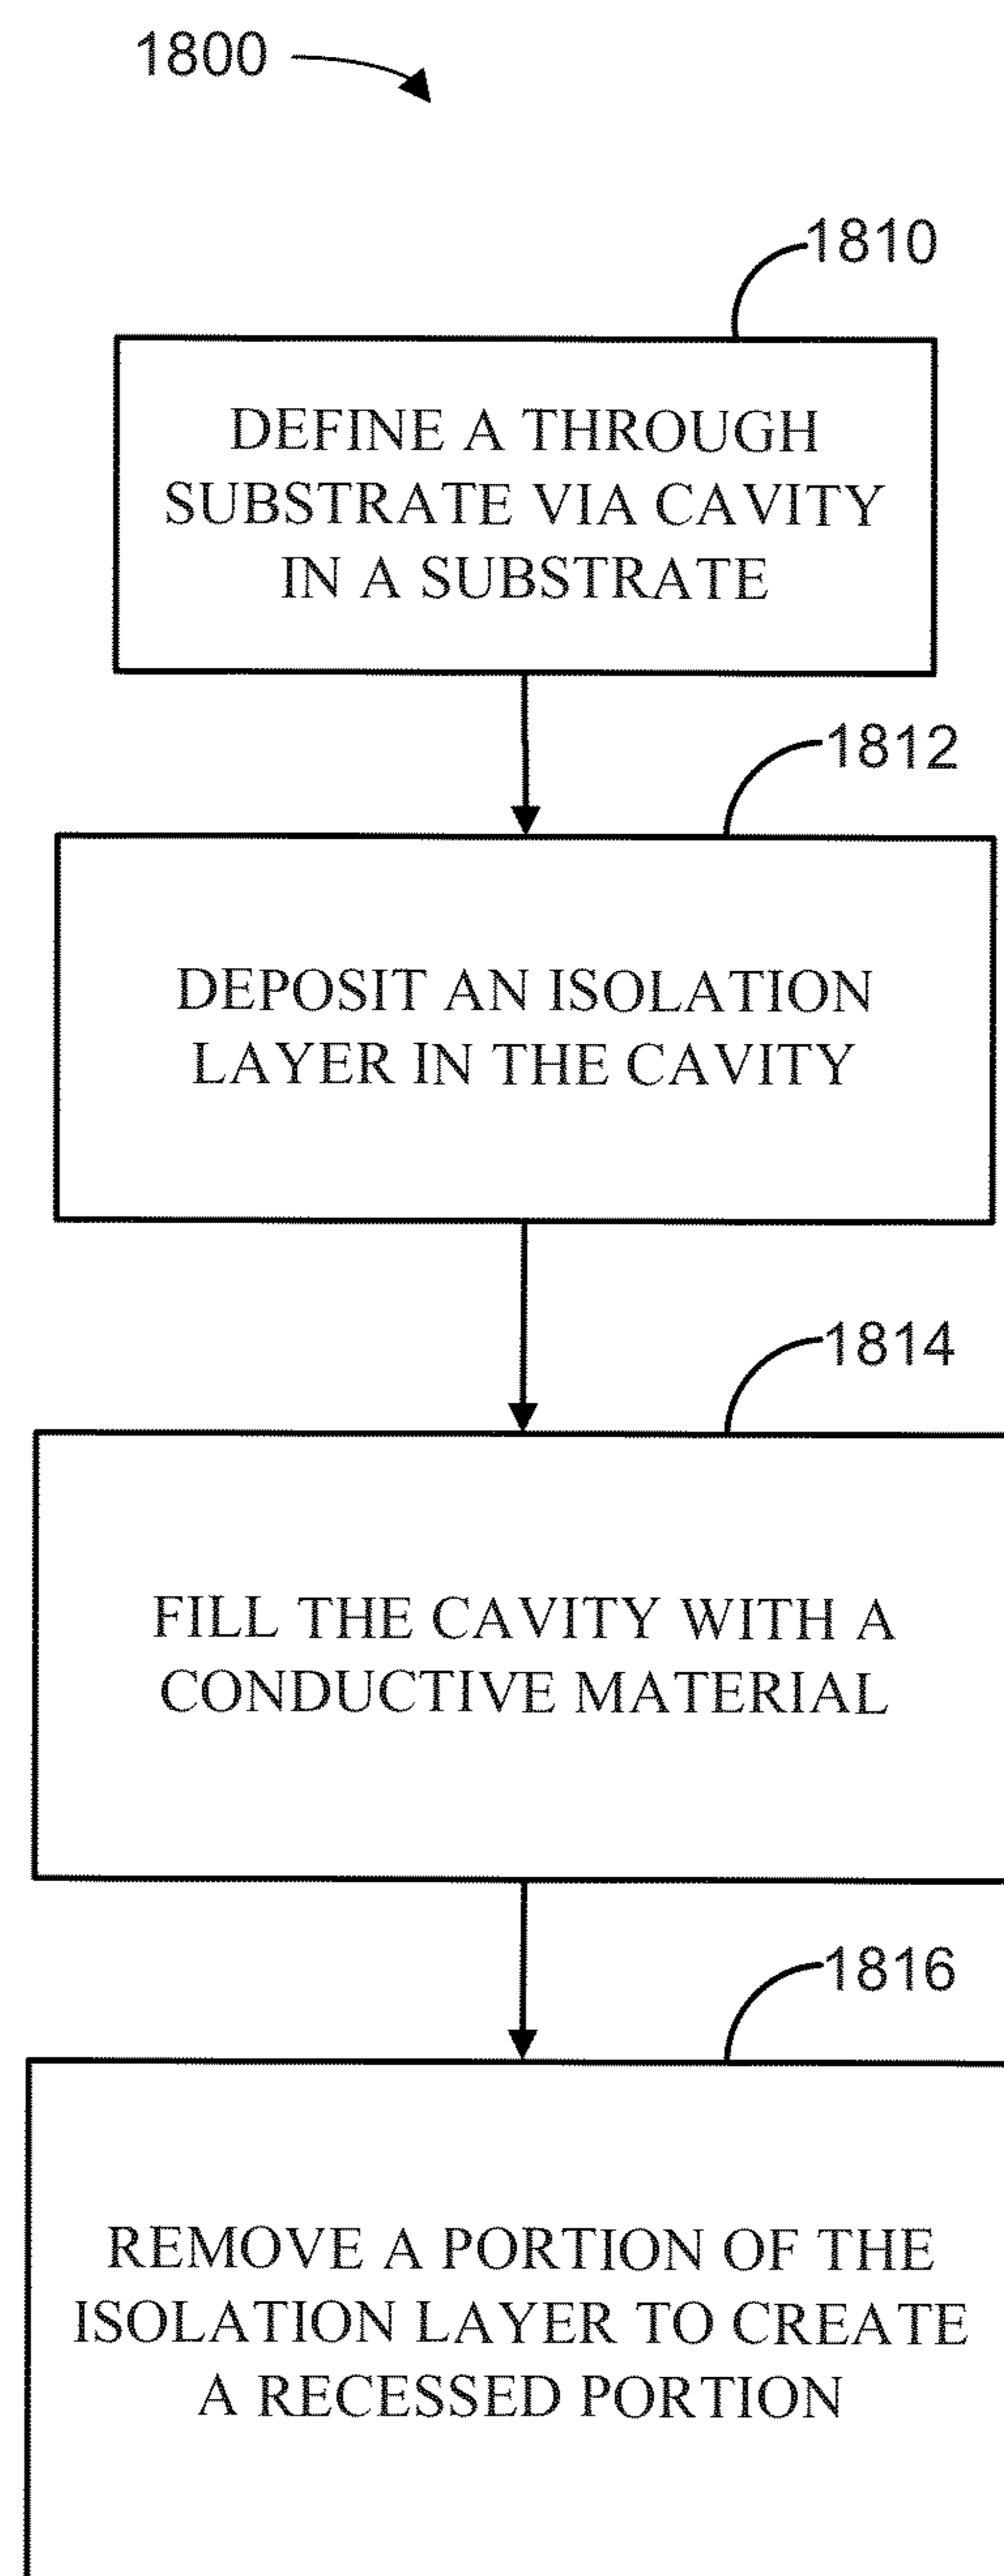 1800
1810
DEFINE A THROUGH
SUBSTRATE VIA CAVITY
IN A SUBSTRATE
1812
DEPOSIT AN ISOLATION
LAYER IN THE CAVITY
1814
FILL THE CAVITY WITH A
CONDUCTIVE MATERIAL
1816
REMOVE A PORTION OF THE
ISOLATION LAYER TO CREATE
A RECESSED PORTION